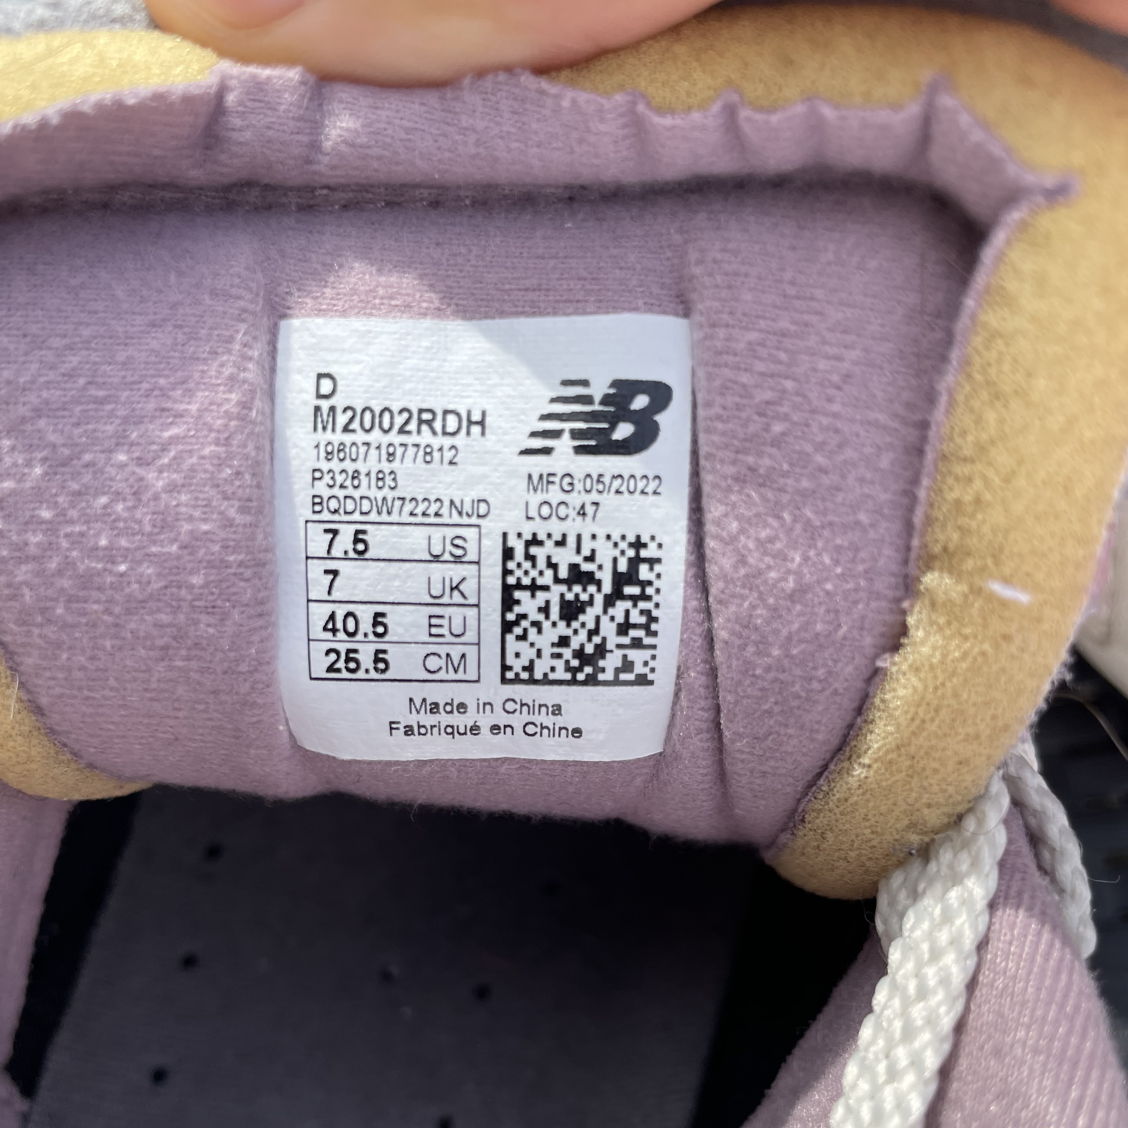 D
M2002RDH
196071977812
P326183
BQDDW7222 NJD
NB
MFG:05/2022
LOC:47
7.5 US
7 UK
40.5 EU
25.5 CM
Made in China
Fabriqué en Chine